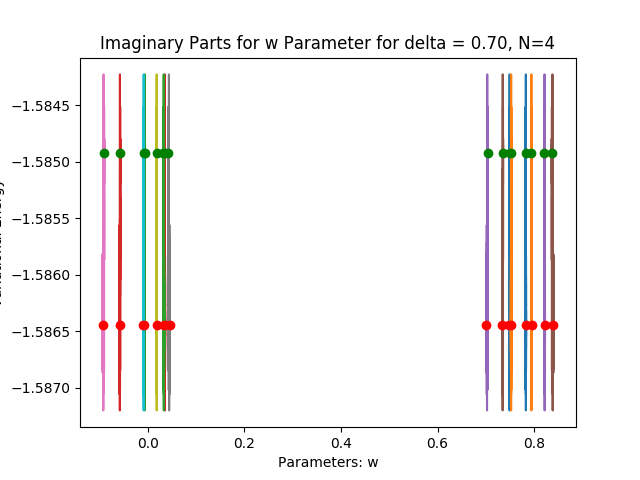 Imaginary Parts for w Parameter for delta = 0.70, N=4
−1.5845
−1.5850
−1.5855
−1.5860
−1.5865
−1.5870
0.0 0.2 0.4 0.6 0.8
Parameters: w